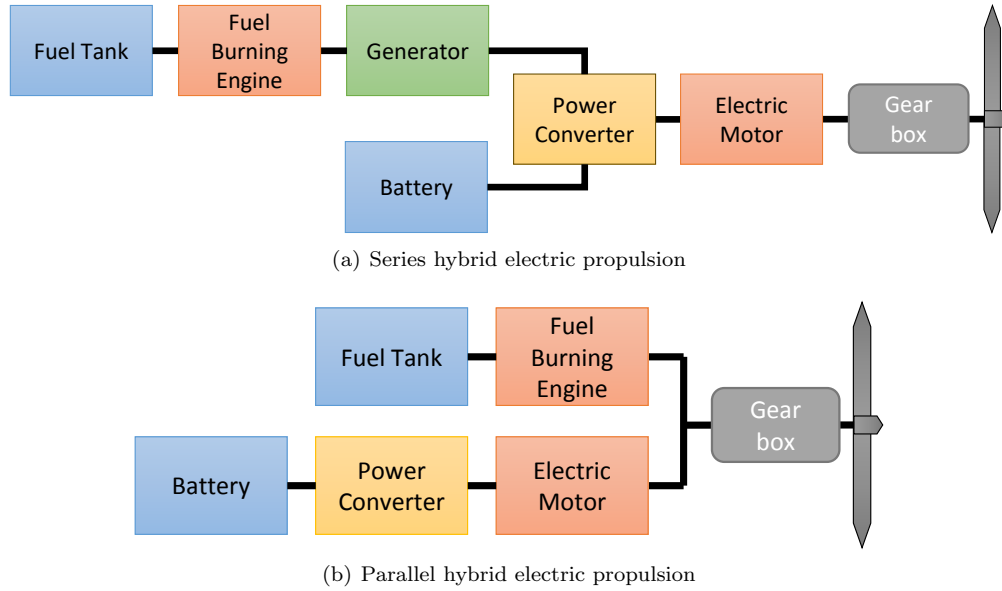 Fuel Tank
Fuel
Burning
Engine
Generator
Power
Converter
Electric
Motor
Gear
box
Battery
(a) Series hybrid electric propulsion
Fuel Tank
Fuel
Burning
Engine
Gear
box
Battery
Power
Converter
Electric
Motor
(b) Parallel hybrid electric propulsion